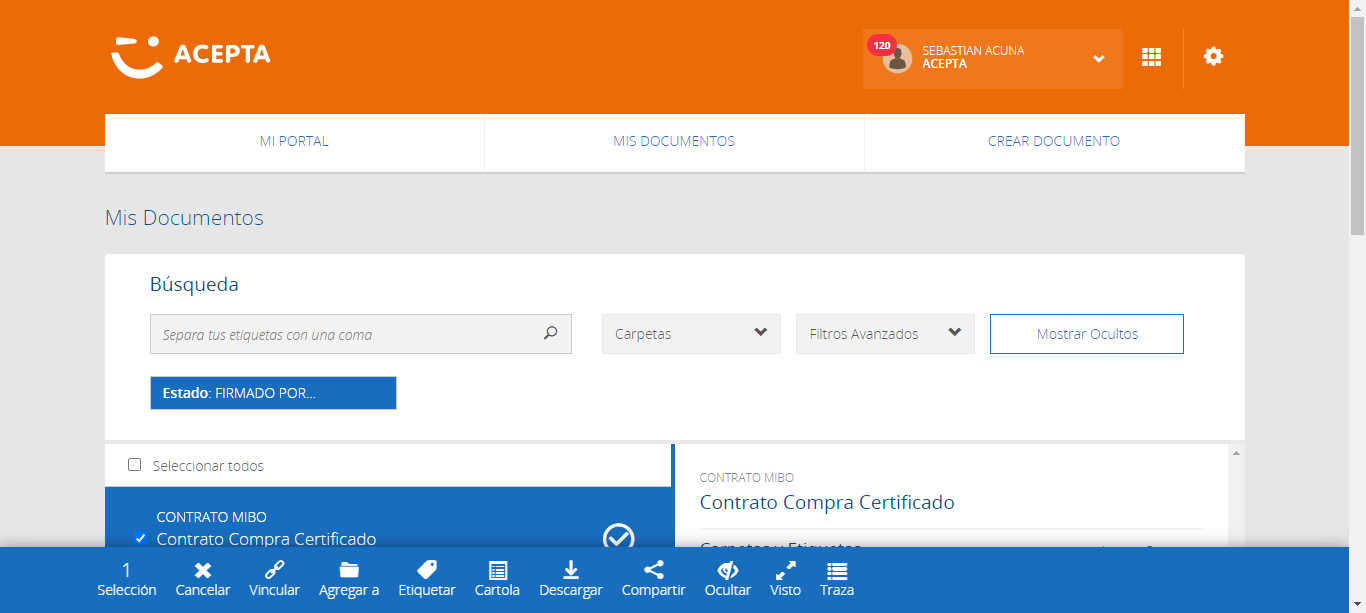 ACEPTA
120
SEBASTIAN ACUNA
ACEPTA
MI PORTAL
MIS DOCUMENTOS
CREAR DOCUMENTO
Mis Documentos
Búsqueda
Separa tus etiquetas con una coma
Carpetas
Filtros Avanzados
Mostrar Ocultos
Estado: FIRMADO POR...
Seleccionar todos
CONTRATO MIBO
Contrato Compra Certificado
CONTRATO MIBO
Contrato Compra Certificado
Carpetas y Etiquetas
1
Selección
Cancelar
Vincular
Agregar a
Etiquetar
Cartola
Descargar
Compartir
Ocultar
Visto
Traza